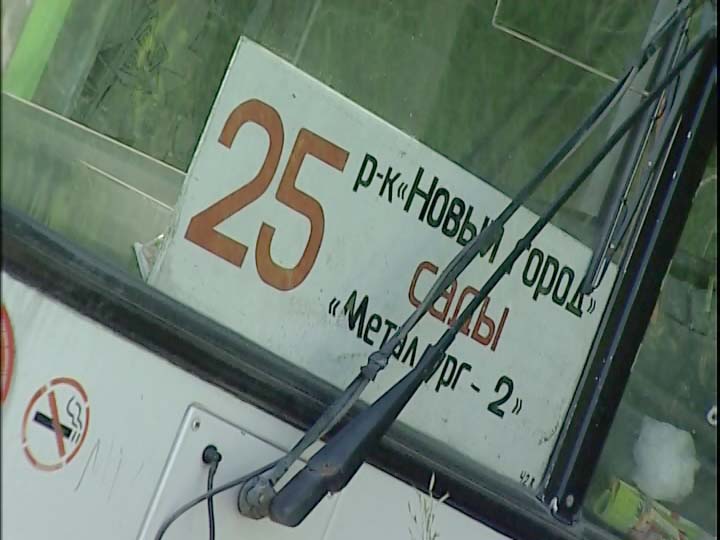 25
р-к «Новый город»
сады
«Металлург-2»